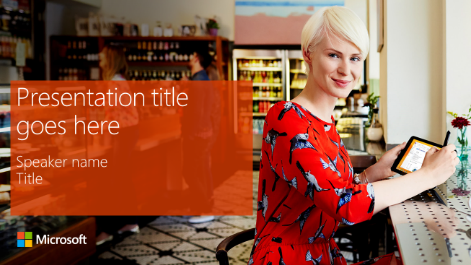 Presentation title
goes here
Speaker name
Title
Microsoft